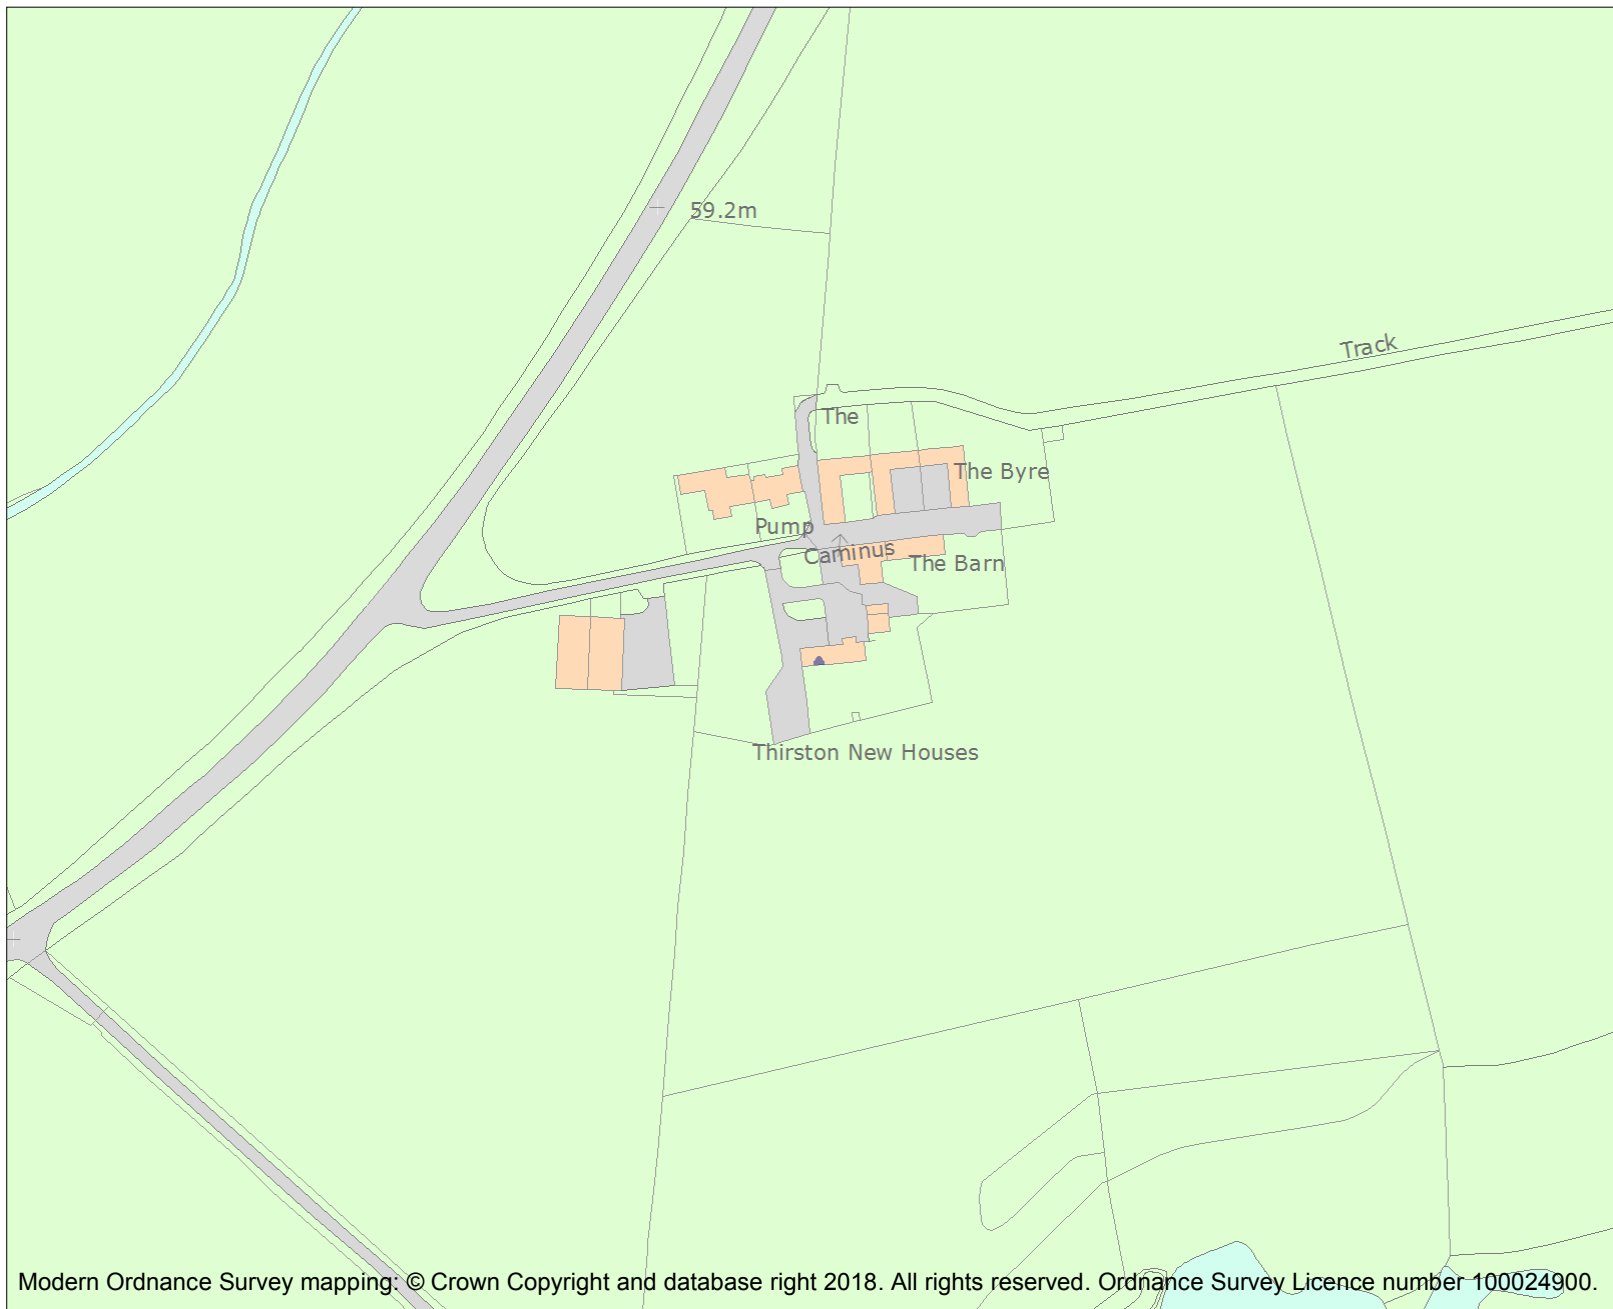 59.2m
Track
The
The Byre
Pump
Caminus
The Barn
Thirston New Houses
Modern Ordnance Survey mapping: © Crown Copyright and database right 2018. All rights reserved. Ordnance Survey Licence number 100024900.